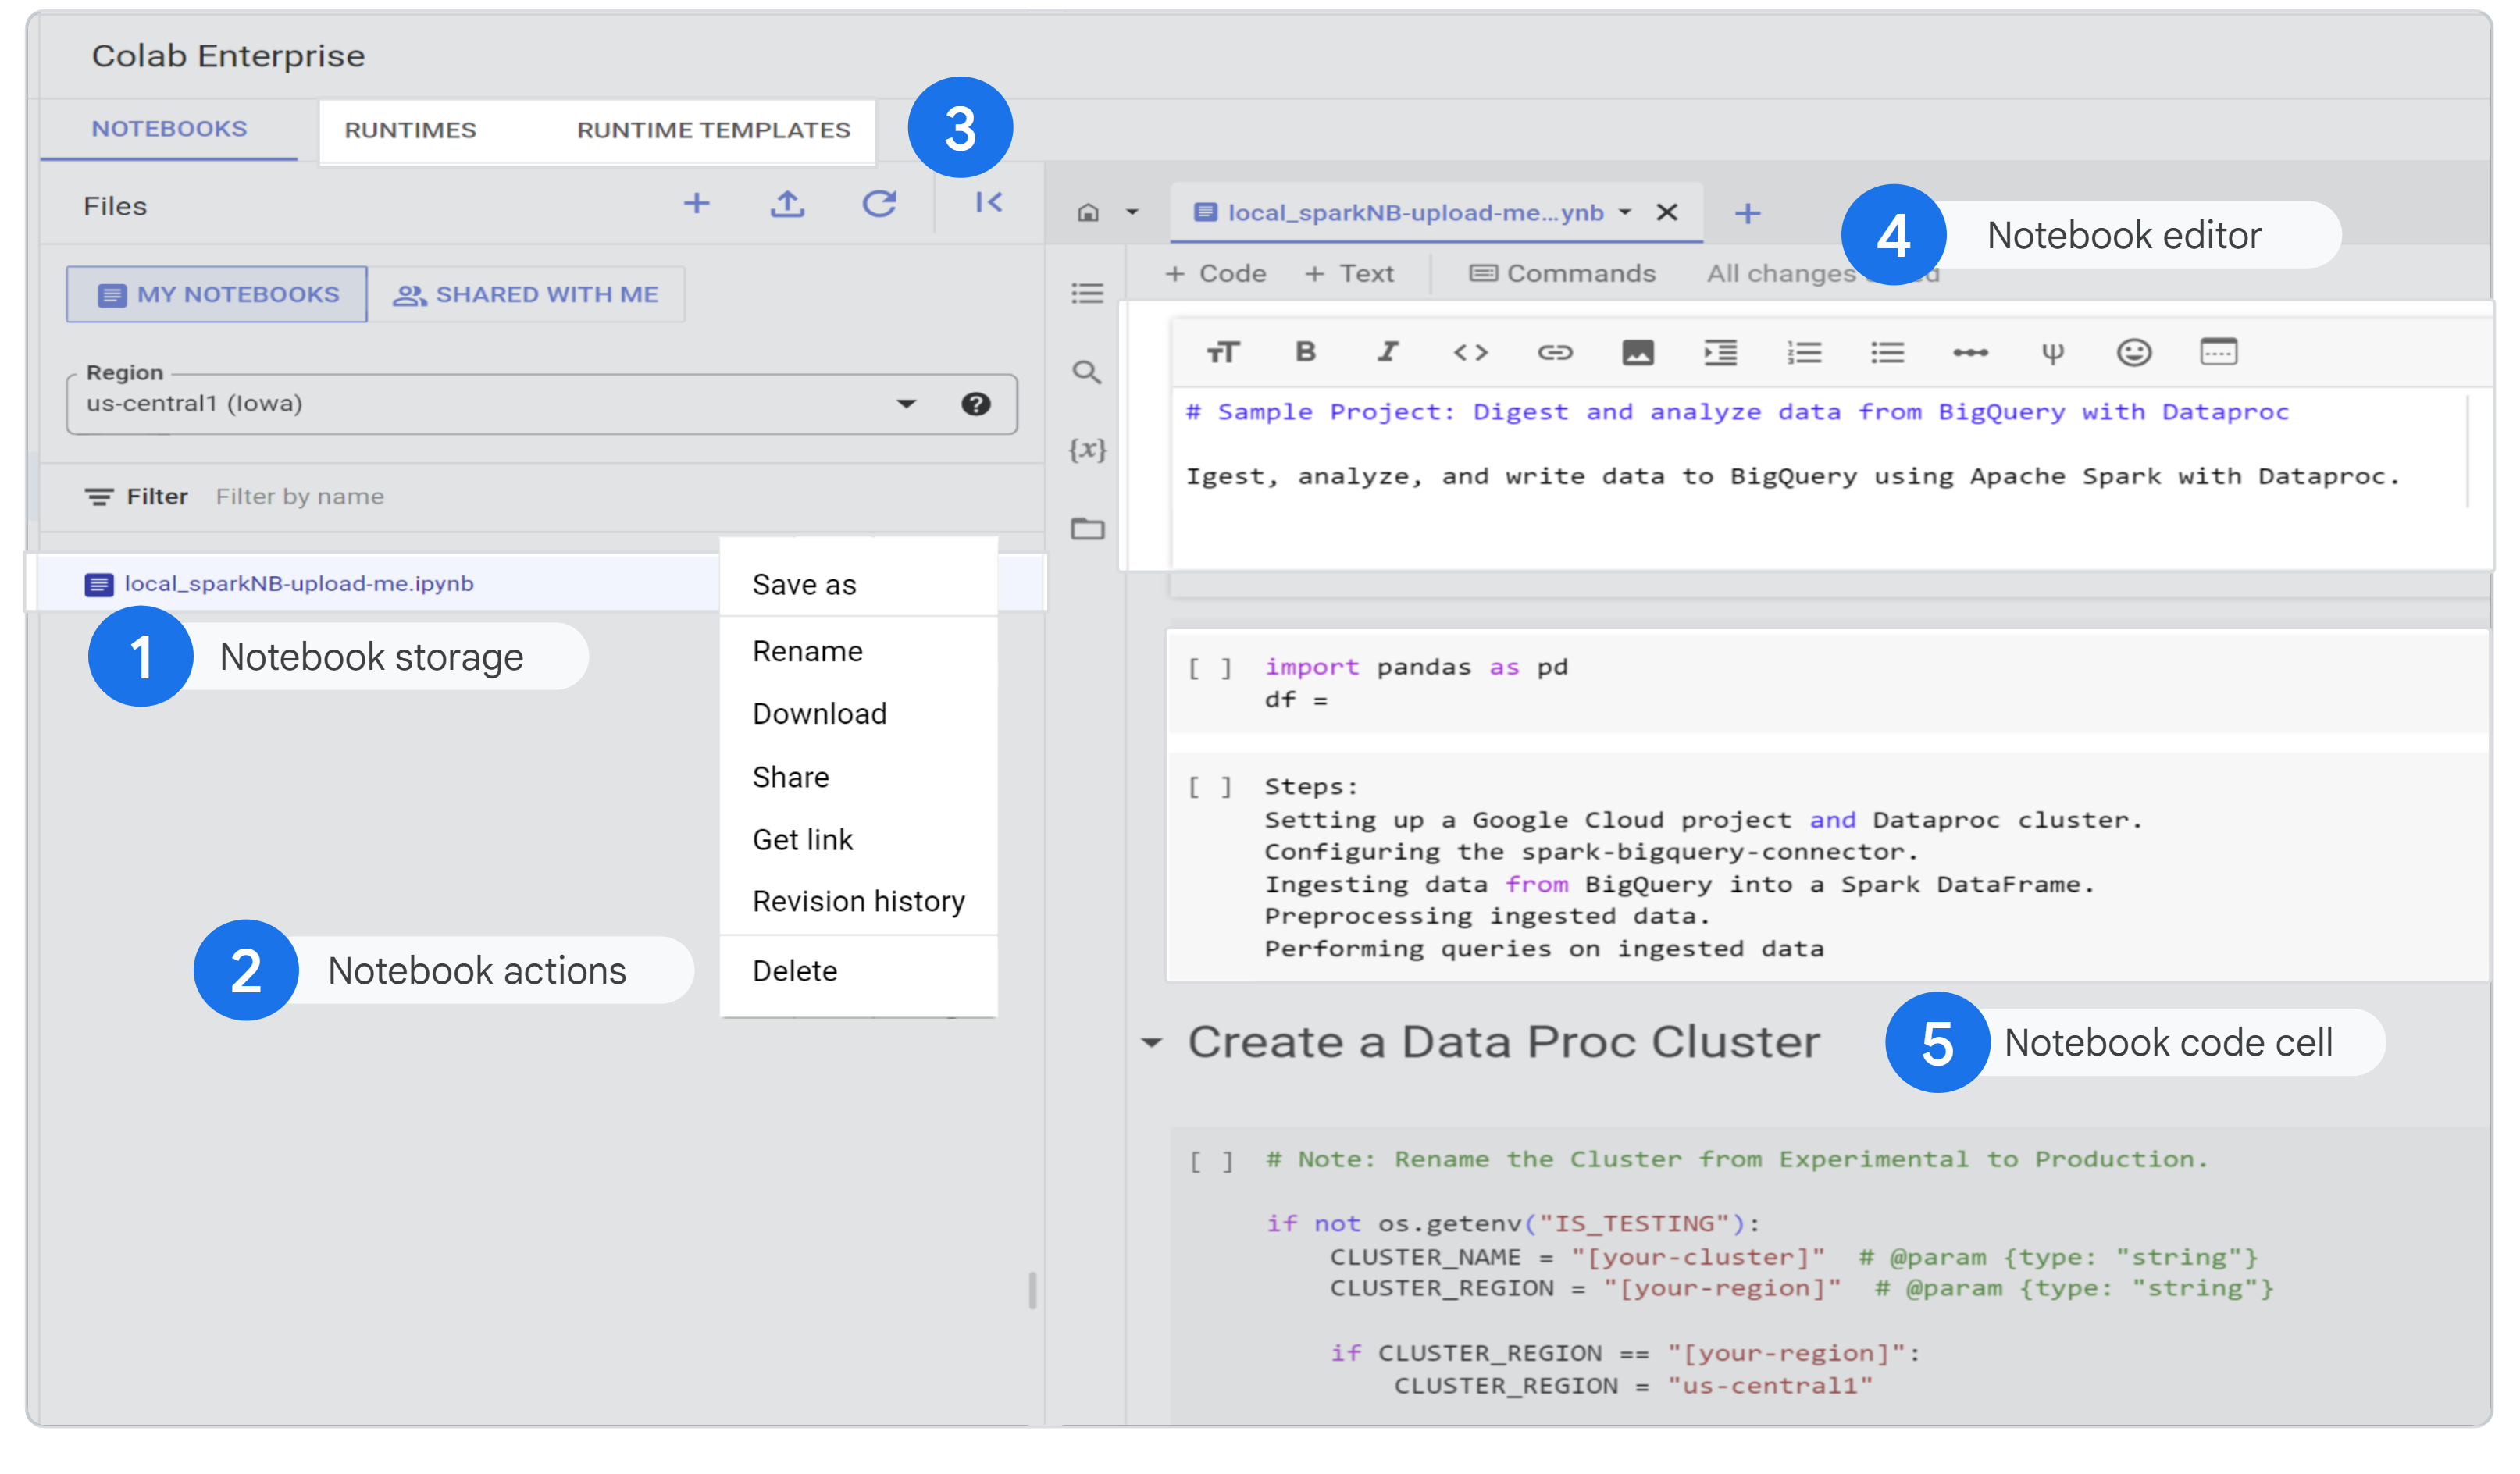 Colab Enterprise
NOTEBOOKS
RUNTIMES
RUNTIME TEMPLATES
3
Files
MY NOTEBOOKS
SHARED WITH ME
Region
us-central1 (Iowa)
Filter
Filter by name
local_sparkNB-upload-me.ipynb
1
Notebook storage
Save as
Rename
Download
Share
Get link
Revision history
Delete
2
Notebook actions
local_sparkNB-upload-me...ynb
4
Notebook editor
+ Code
+ Text
Commands
All changes
{x}
# Sample Project: Digest and analyze data from BigQuery with Dataproc
Igest, analyze, and write data to BigQuery using Apache Spark with Dataproc.
[ ] import pandas as pd
df =
[ ] Steps:
Setting up a Google Cloud project and Dataproc cluster.
Configuring the spark-bigquery-connector.
Ingesting data from BigQuery into a Spark DataFrame.
Preprocessing ingested data.
Performing queries on ingested data
Create a Data Proc Cluster
5
Notebook code cell
[ ] # Note: Rename the Cluster from Experimental to Production.
if not os.getenv("IS_TESTING"):
CLUSTER_NAME = "[your-cluster]" # @param {type: "string"}
CLUSTER_REGION = "[your-region]" # @param {type: "string"}
if CLUSTER_REGION == "[your-region]":
CLUSTER_REGION = "us-central1"